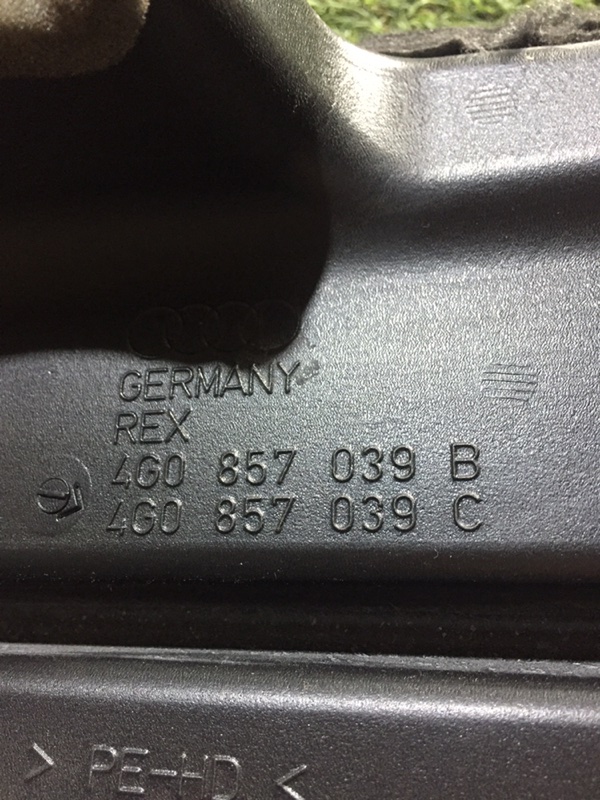 GERMANY
REX
4G0 857 039 B
4G0 857 039 C
> PE-HD <